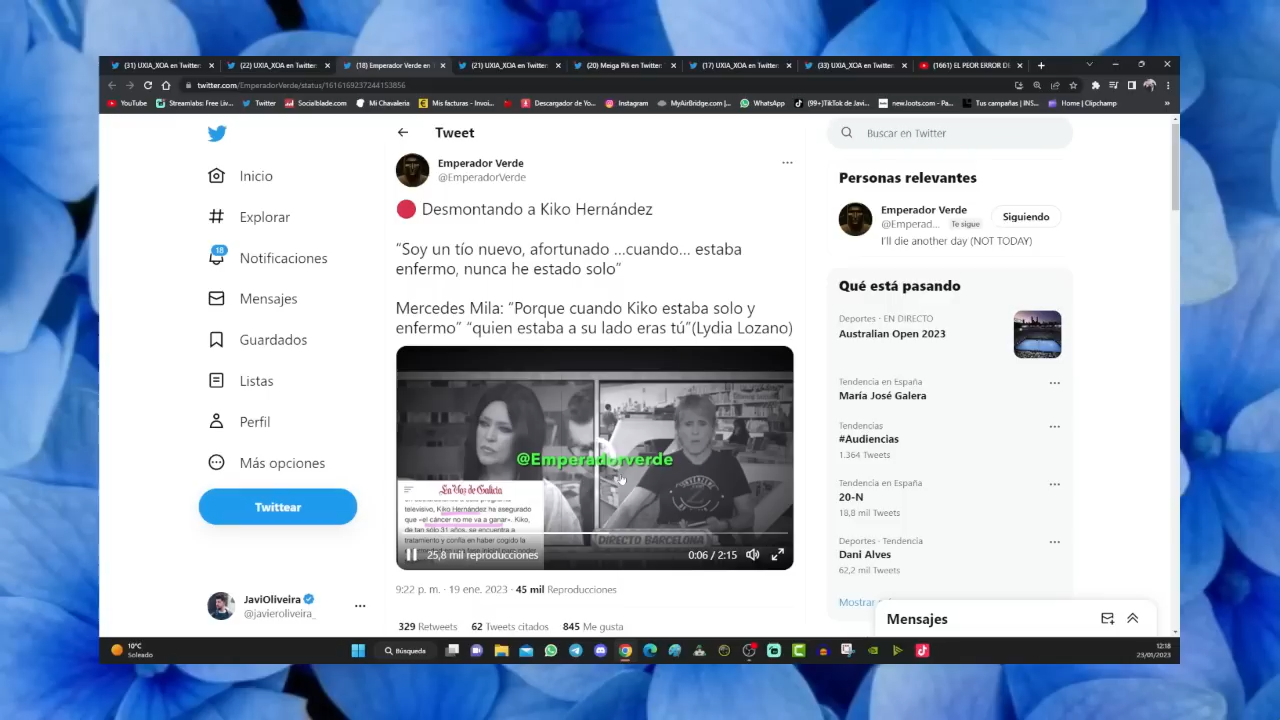 (31) UXIA_XOA en Twitter:
(22) UXIA_XOA en Twitter:
(18) Emperador Verde en
(21) UXIA_XOA en Twitter:
(20) Meiga Pili en Twitter:
(17) UXIA_XOA en Twitter:
(33) UXIA_XOA en Twitter:
(1661) EL PEOR ERROR D
twitter.com/EmperadorVerde/status/1616169237244153856
YouTube
Streamlabs: Free Liv...
Twitter
Socialblade.com
Mi Chavaleria
Mis facturas - Invoi...
Descargador de Yo...
Instagram
MyAirBridge.com |...
WhatsApp
(99+)TikTok de Javi...
new.loots.com - Pa...
Tus campañas | INS...
Home | Clipchamp
Inicio
Explorar
18
Notificaciones
Mensajes
Guardados
Listas
Perfil
Más opciones
Twittear
JaviOliveira
@javieroliveira_
Tweet
Emperador Verde
@EmperadorVerde
Desmontando a Kiko Hernández
“Soy un tío nuevo, afortunado ...cuando... estaba
enfermo, nunca he estado solo”
Mercedes Mila: “Porque cuando Kiko estaba solo y
enfermo” “quien estaba a su lado eras tú”(Lydia Lozano)
@Emperadorverde
La Voz de Galicia
televisivo, Kiko Hernández ha asegurado
que «el cáncer no me va a ganar». Kiko,
de tan solo 31 años, se encuentra a
tratamiento y confía en haber cogido la
DIRECTO BARCELONA
25,8 mil reproducciones
0:06 / 2:15
9:22 p. m. · 19 ene. 2023 · 45 mil Reproducciones
329 Retweets 62 Tweets citados 845 Me gusta
Buscar en Twitter
Personas relevantes
Emperador Verde
@Emperad... Te sigue
Siguiendo
I'll die another day (NOT TODAY)
Qué está pasando
Deportes · EN DIRECTO
Australian Open 2023
Tendencia en España
María José Galera
Tendencias
#Audiencias
1.364 Tweets
Tendencia en España
20-N
18,8 mil Tweets
Deportes · Tendencia
Dani Alves
62,2 mil Tweets
Mostrar
Mensajes
10°C
Soleado
Búsqueda
12:18
23/01/2023